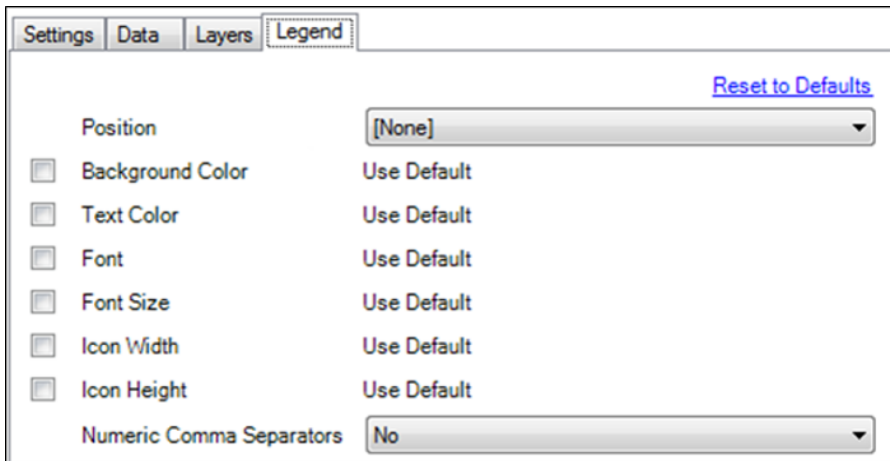 Settings Data Layers Legend
Reset to Defaults
Position [None]
Background Color Use Default
Text Color Use Default
Font Use Default
Font Size Use Default
Icon Width Use Default
Icon Height Use Default
Numeric Comma Separators No